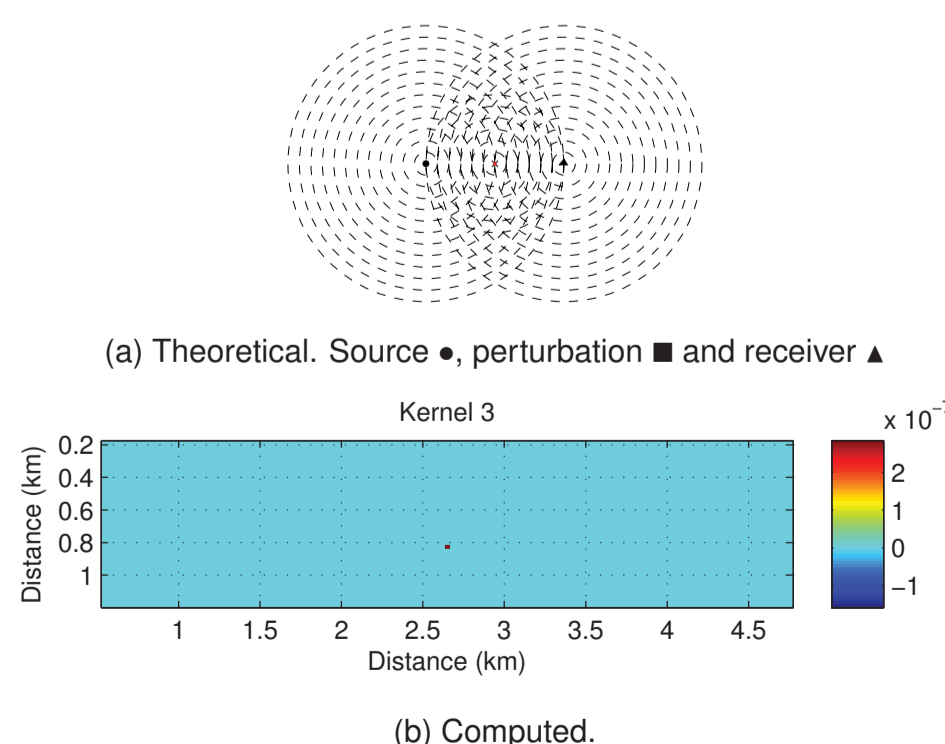 (a) Theoretical. Source ●, perturbation ■ and receiver ▲
Kernel 3
x 10
Distance (km)
0.2
0.4
0.6
0.8
1
2
1
0
−1
1 1.5 2 2.5 3 3.5 4 4.5
Distance (km)
(b) Computed.